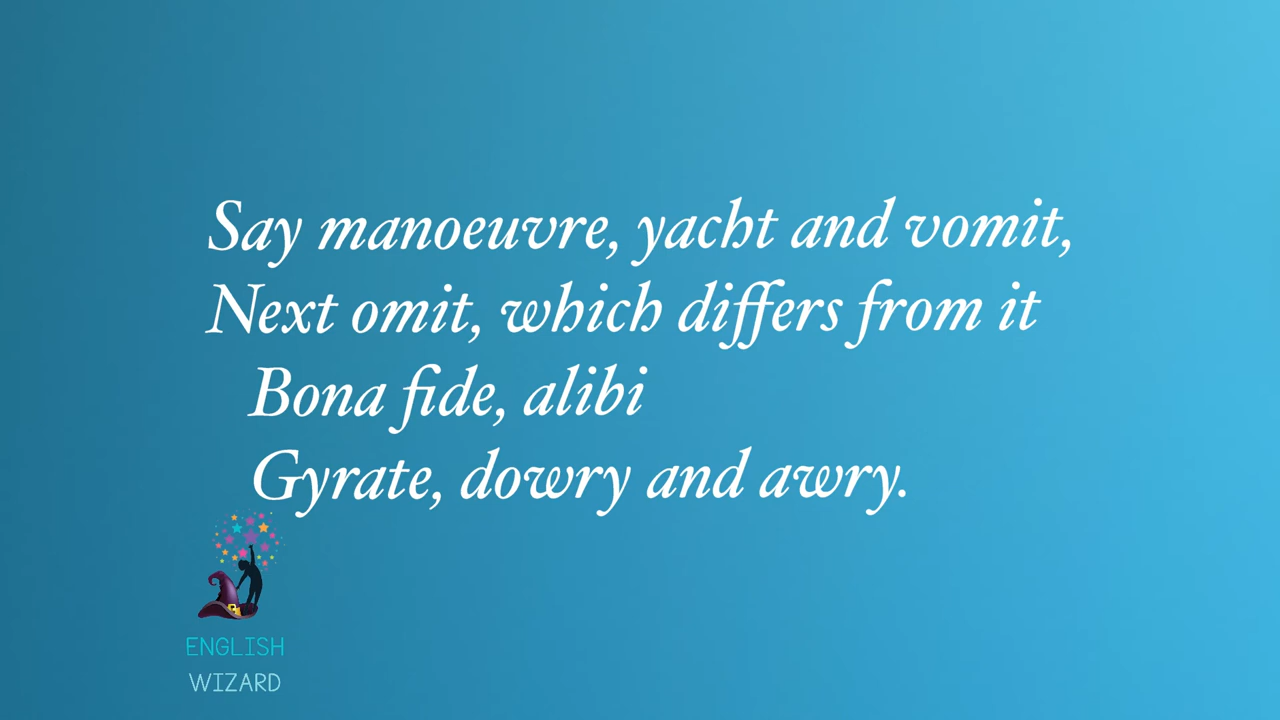 Say manoeuvre, yacht and vomit,
Next omit, which differs from it
Bona fide, alibi
Gyrate, dowry and awry.
ENGLISH
WIZARD